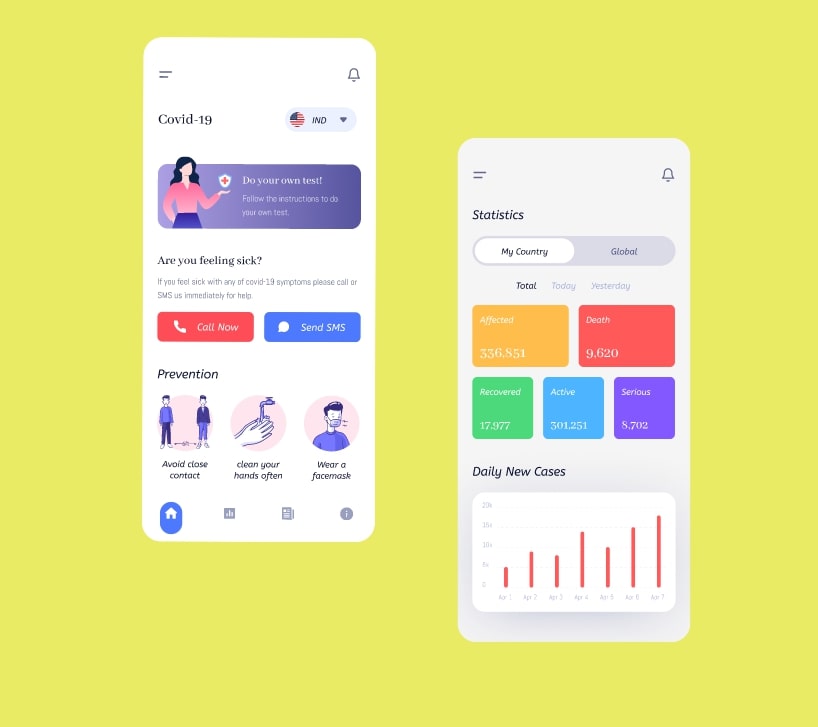 Covid-19
IND
Do your own test!
Follow the instructions to do
your own test.
Are you feeling sick?
If you feel sick with any of covid-19 symptoms please call or
SMS us immediately for help.
Call Now
Send SMS
Prevention
Avoid close
contact
clean your
hands often
Wear a
facemask
Statistics
My Country
Global
Total
Today
Yesterday
Affected
336,851
Death
9,620
Recovered
17,977
Active
301,251
Serious
8,702
Daily New Cases
20k
15k
10k
5k
0
Apr 1
Apr 2
Apr 3
Apr 4
Apr 5
Apr 6
Apr 7